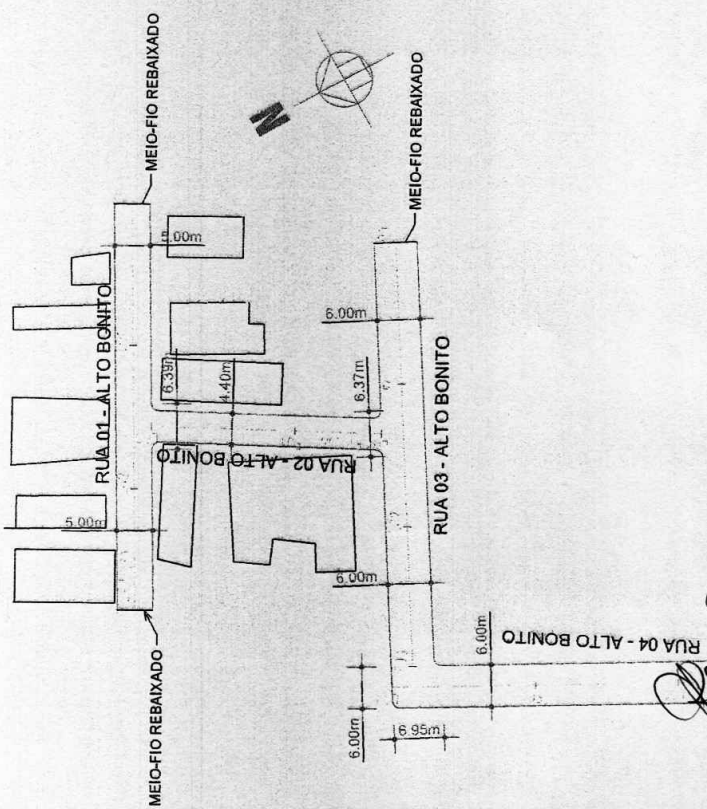 MEIO-FIO REBAIXADO
N
MEIO-FIO REBAIXADO
5.00m
RUA 01 - ALTO BONITO
6.00m
6.39m
4.40m
6.37m
RUA 03 - ALTO BONITO
RUA 02 - ALTO BONITO
5.00m
6.00m
MEIO-FIO REBAIXADO
6.00m
RUA 04 - ALTO BONITO
6.00m
6.95m